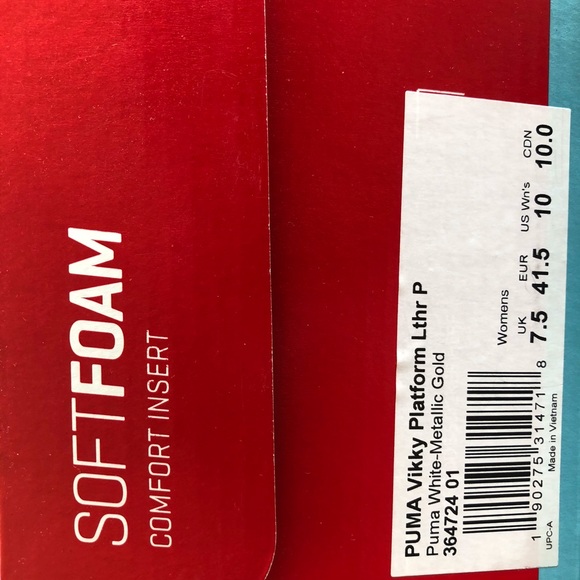 SOFTFOAM
COMFORT INSERT
PUMA Vikky Platform Lthr P
Puma White-Metallic Gold
364724 01
Womens
UK EUR US Wn's CDN
7.5 41.5 10 10.0
1 90275 31471 8
UPC-A Made in Vietnam